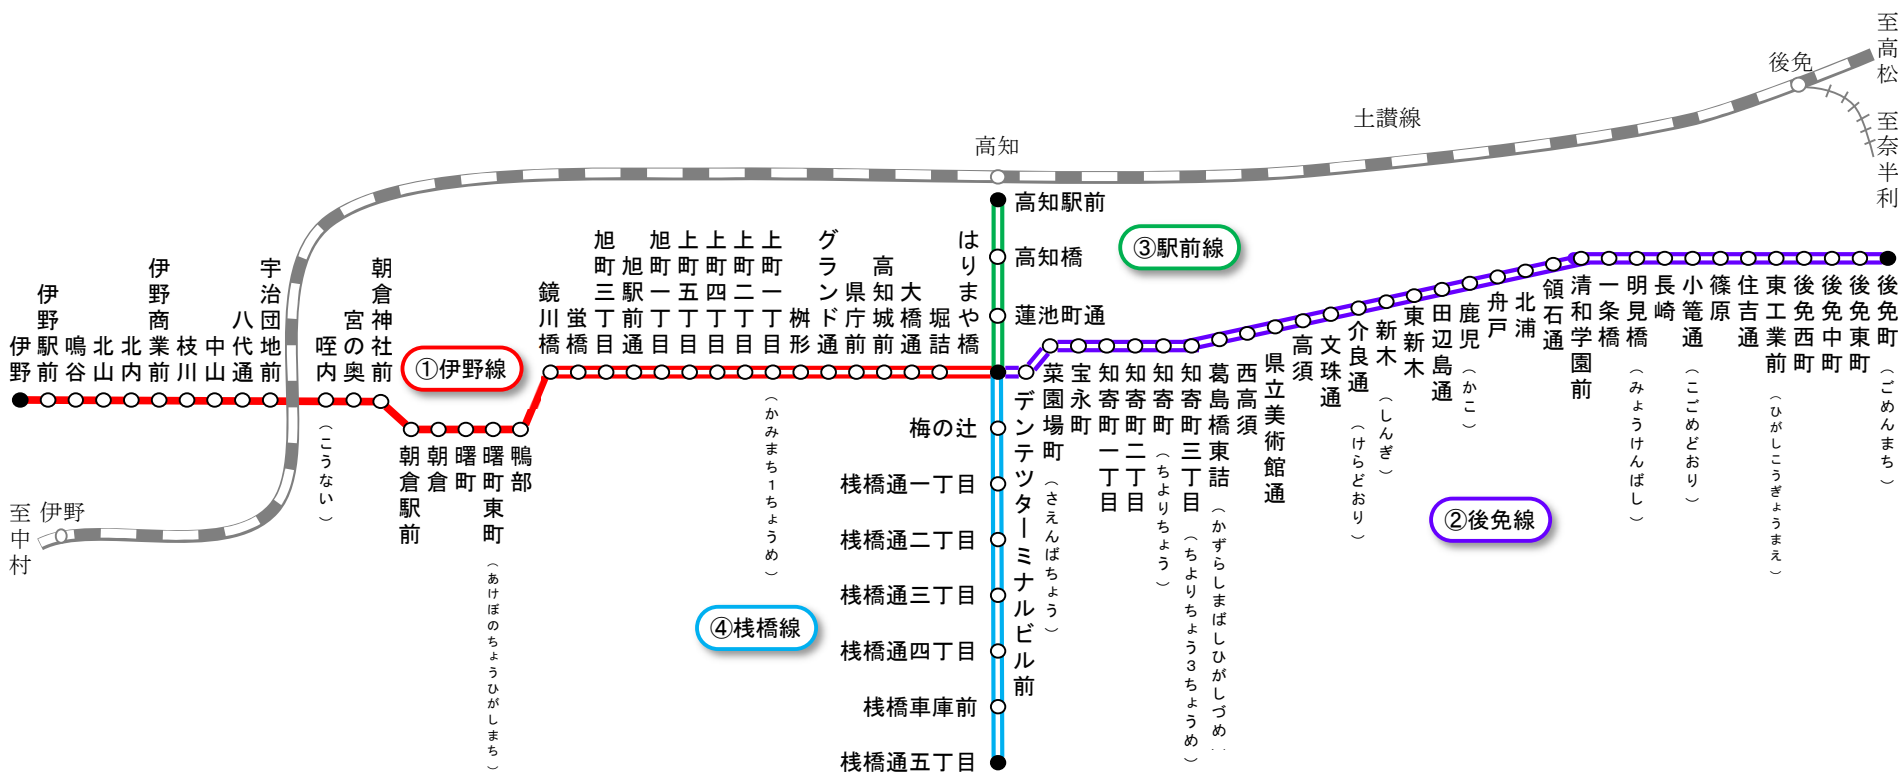 至高松
後免
至奈半利
土讃線
高知
高知駅前
高知橋
蓮池町通
③駅前線
伊野
伊野駅前
鳴谷
北山
北内
伊野商業前
枝川
中山
八代通
宇治団地前
咥内
（こうない）
宮の奥
朝倉神社前
①伊野線
朝倉駅前
朝倉
曙町
曙町東町
（あけぼのちょうひがしまち）
鴨部
鏡川橋
蛍橋
旭町三丁目
旭駅前通
旭町一丁目
上町五丁目
上町四丁目
上町二丁目
上町一丁目
（かみまち1ちょうめ）
桝形
グランド通
県庁前
高知城前
大橋通
堀詰
はりまや橋
デンテツターミナルビル前
菜園場町
（さえんばちょう）
宝永町
知寄町一丁目
知寄町二丁目
知寄町
（ちよりちょう）
知寄町三丁目
（ちよりちょう3ちょうめ）
葛島橋東詰
（かずらしまばしひがしづめ）
西高須
県立美術館通
高須
文珠通
介良通
（けらどおり）
新木
（しんぎ）
東新木
田辺島通
鹿児
（かこ）
舟戸
北浦
領石通
清和学園前
一条橋
明見橋
（みょうけんばし）
長崎
小篭通
（こごめどおり）
篠原
住吉通
東工業前
（ひがしこうぎょうまえ）
後免西町
後免中町
後免東町
後免町
（ごめんまち）
②後免線
梅の辻
桟橋通一丁目
桟橋通二丁目
桟橋通三丁目
④桟橋線
桟橋通四丁目
桟橋車庫前
桟橋通五丁目
至中村
伊野